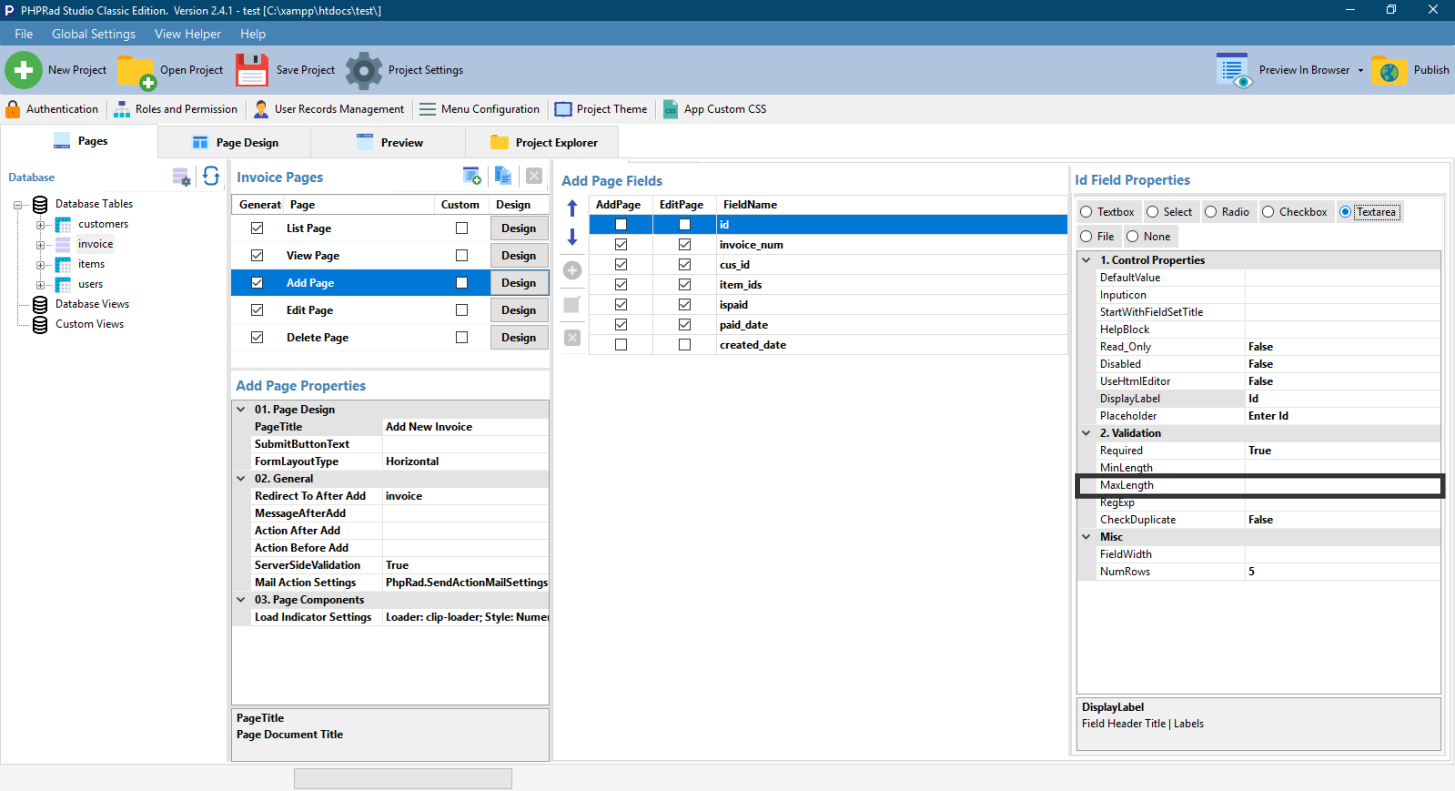 PHPRad Studio Classic Edition. Version 2.4.1 - test [C:\xampp\htdocs\test\]
File Global Settings View Helper Help
New Project Open Project Save Project Project Settings Preview In Browser Publish
Authentication Roles and Permission User Records Management Menu Configuration Project Theme App Custom CSS
Pages Page Design Preview Project Explorer
Database
Database Tables
customers
invoice
items
users
Database Views
Custom Views
Invoice Pages
Generat Page Custom Design
List Page Design
View Page Design
Add Page Design
Edit Page Design
Delete Page Design
Add Page Properties
01. Page Design
PageTitle Add New Invoice
SubmitButtonText
FormLayoutType Horizontal
02. General
Redirect To After Add invoice
MessageAfterAdd
Action After Add
Action Before Add
ServerSideValidation True
Mail Action Settings PhpRad.SendActionMailSettings
03. Page Components
Load Indicator Settings Loader: clip-loader; Style: Numer
PageTitle
Page Document Title
Add Page Fields
AddPage EditPage FieldName
id
invoice_num
cus_id
item_ids
ispaid
paid_date
created_date
Id Field Properties
Textbox Select Radio Checkbox Textarea
File None
1. Control Properties
DefaultValue
Inputicon
StartWithFieldSetTitle
HelpBlock
Read_Only False
Disabled False
UseHtmlEditor False
DisplayLabel Id
Placeholder Enter Id
2. Validation
Required True
MinLength
MaxLength
RegExp
CheckDuplicate False
Misc
FieldWidth
NumRows 5
DisplayLabel
Field Header Title | Labels